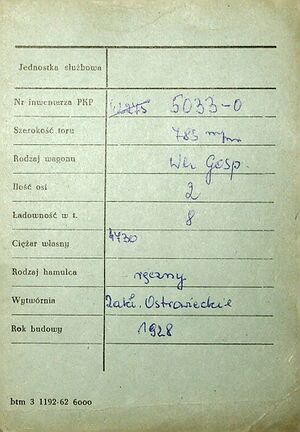 Jednostka służbowa
Nr inwentarza PKP 5033-0
Szerokość toru 785 mm
Rodzaj wagonu Wk Gosp.
Ilość osi 2
Ładowność w t. 8
Ciężar własny 4730
Rodzaj hamulca ręczny
Wytwórnia Zakł. Ostrowieckie
Rok budowy 1928
btm 3 1192-62 6000